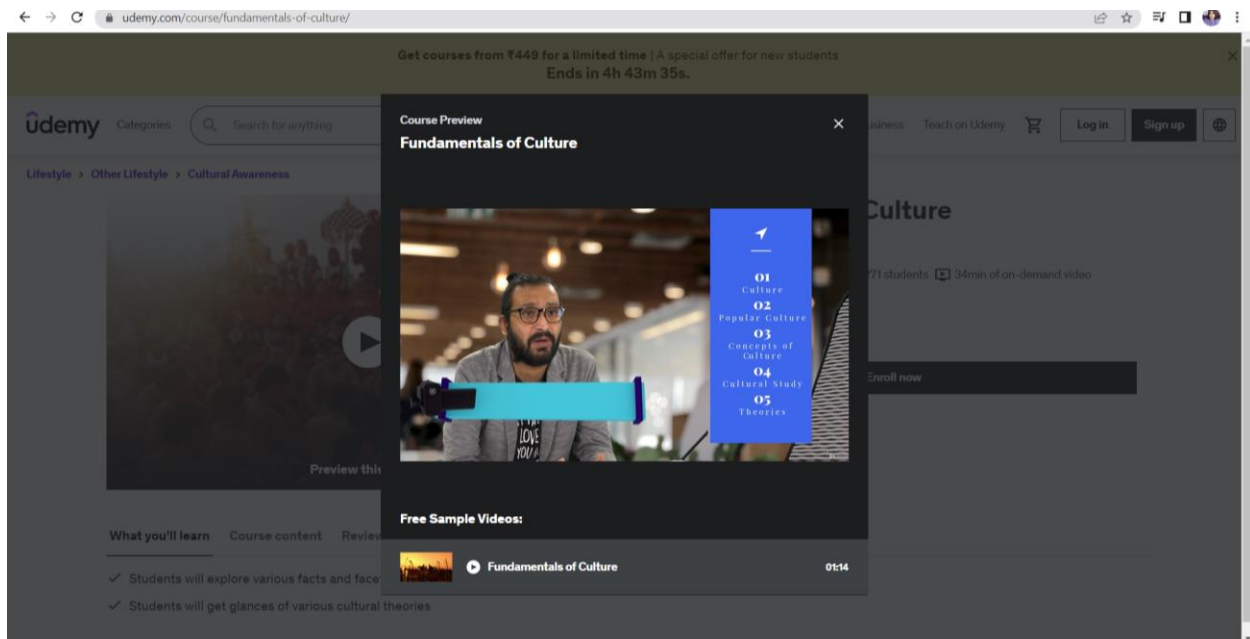 udemy.com/course/fundamentals-of-culture/
Get courses from ₹449 for a limited time | A special offer for new students
Ends in 4h 43m 35s.
ûdemy
Categories
Search for anything
usiness
Teach on Udemy
Log in
Sign up
Lifestyle > Other Lifestyle > Cultural Awareness
Course Preview
Fundamentals of Culture
Culture
71 students
34min of on-demand video
01
Culture
02
Popular Culture
03
Concepts of
Culture
04
Cultural Study
05
Theories
LOVE
YOU
Enroll now
Preview this
Free Sample Videos:
What you'll learn
Course content
Review
Fundamentals of Culture
01:14
✓ Students will explore various facts and face
✓ Students will get glances of various cultural theories